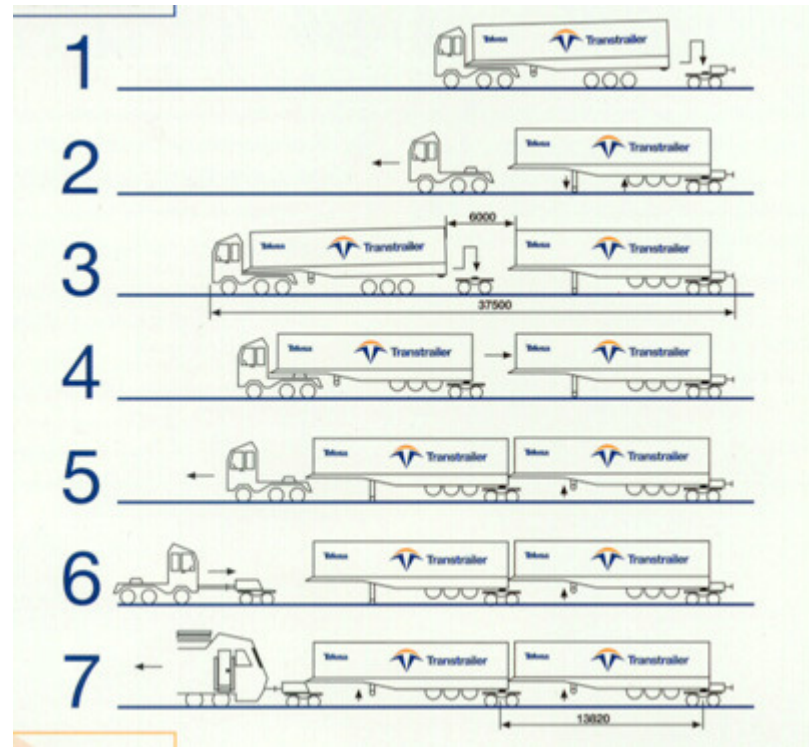 1 Transtrailer
2 Transtrailer
6000
3 Transtrailer Transtrailer
37500
4 Transtrailer Transtrailer
5 Transtrailer Transtrailer
6 Transtrailer Transtrailer
7 Transtrailer Transtrailer
13820